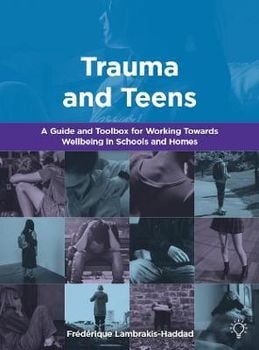 Trauma
and Teens
A Guide and Toolbox for Working Towards
Wellbeing in Schools and Homes
Frédérique Lambrakis-Haddad